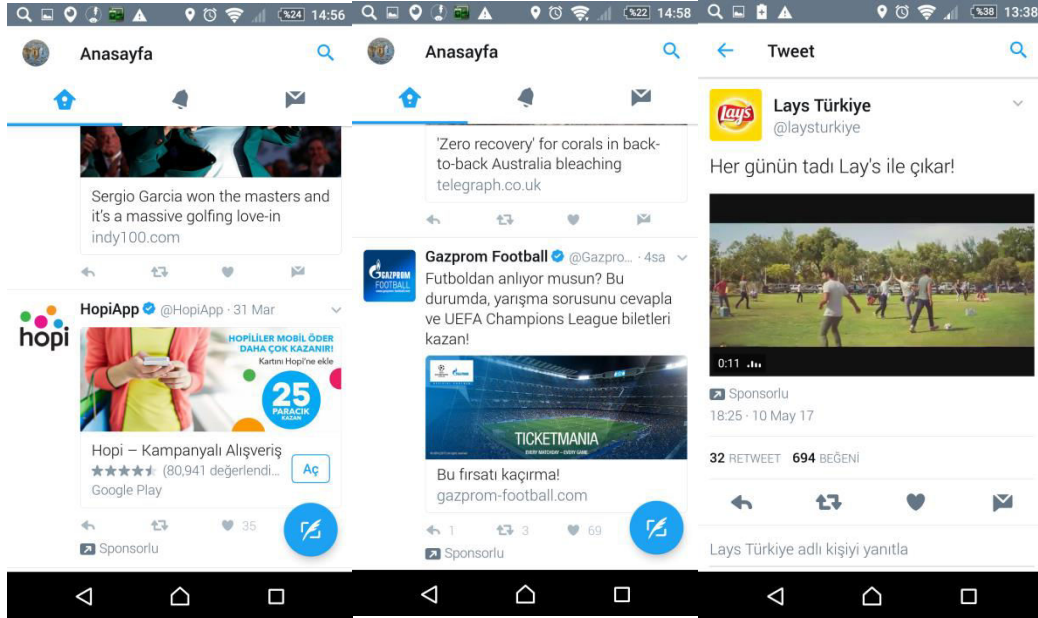 %24 14:56
Anasayfa
Sergio Garcia won the masters and
it's a massive golfing love-in
indy100.com
hopi
HopiApp @HopiApp · 31 Mar
HOPİLİLER MOBİL ÖDER
DAHA ÇOK KAZANIR!
Kartını Hopi'ne ekle
25
PARACIK
KAZAN
Hopi – Kampanyalı Alışveriş
(80,941 değerlendi...
Aç
Google Play
35
Sponsorlu
%22 14:58
Anasayfa
'Zero recovery' for corals in back-
to-back Australia bleaching
telegraph.co.uk
GAZPROM
FOOTBALL
Gazprom Football @Gazpro... · 4sa
Futboldan anlıyor musun? Bu
durumda, yarışma sorusunu cevapla
ve UEFA Champions League biletleri
kazan!
TICKETMANIA
EVERY MATCHDAY – EVERY GAME
Bu fırsatı kaçırma!
gazprom-football.com
1 3 69
Sponsorlu
%38 13:38
Tweet
Lay's
Lays Türkiye
@laysturkiye
Her günün tadı Lay's ile çıkar!
0:11
Sponsorlu
18:25 · 10 May 17
32 RETWEET 694 BEĞENİ
Lays Türkiye adlı kişiyi yanıtla